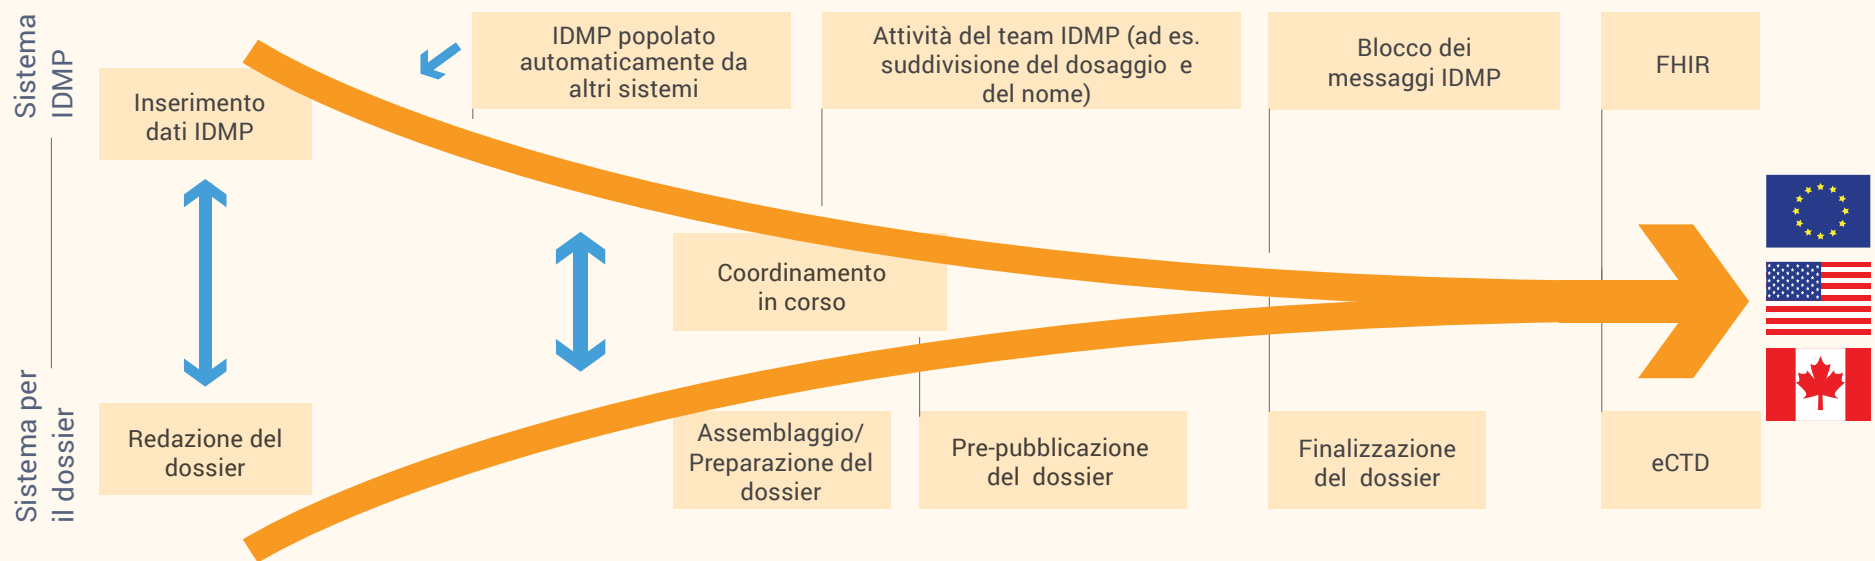 Sistema
IDMP
Inserimento
dati IDMP
IDMP popolato
automaticamente da
altri sistemi
Attività del team IDMP (ad es.
suddivisione del dosaggio e
del nome)
Blocco dei
messaggi IDMP
FHIR
Coordinamento
in corso
Sistema per
il dossier
Redazione del
dossier
Assemblaggio/
Preparazione del
dossier
Pre-pubblicazione
del dossier
Finalizzazione
del dossier
eCTD